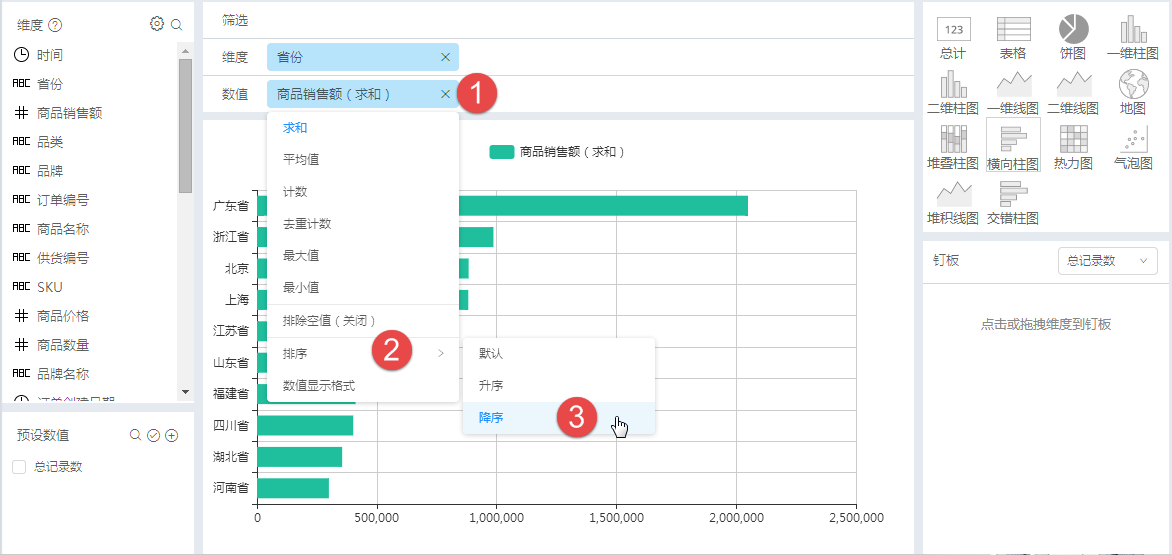 维度
时间
ABC 省份
商品销售额
ABC 品类
ABC 品牌
ABC 订单编号
ABC 商品名称
ABC 供货编号
ABC SKU
商品价格
商品数量
ABC 品牌名称
订单创建日期
预设数值
总记录数
筛选
维度 省份
数值 商品销售额（求和）
1
求和
平均值
计数
去重计数
最大值
最小值
排除空值（关闭）
排序
2
数值显示格式
默认
升序
降序
3
商品销售额（求和）
广东省
浙江省
北京
上海
江苏省
山东省
福建省
四川省
湖北省
河南省
0 500,000 1,000,000 1,500,000 2,000,000 2,500,000
123
总计 表格 饼图 一维柱图
二维柱图 一维线图 二维线图 地图
堆叠柱图 横向柱图 热力图 气泡图
堆积线图 交错柱图
钉板 总记录数
点击或拖拽维度到钉板